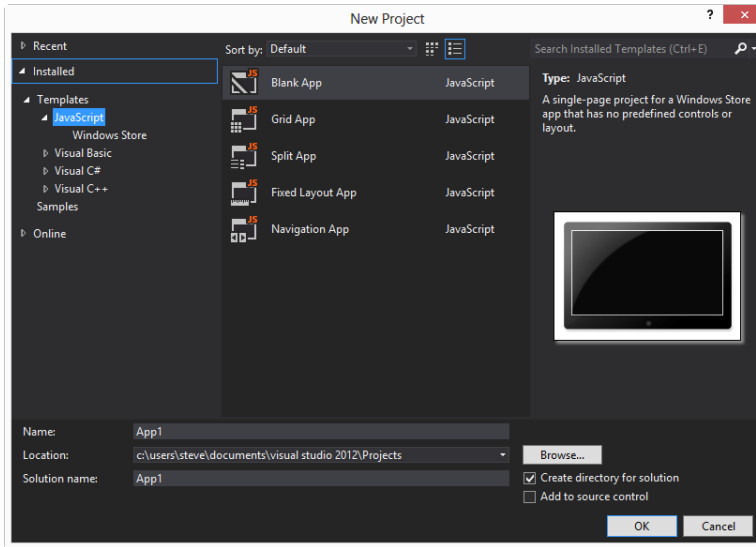 New Project
?
Recent
Sort by: Default
Search Installed Templates (Ctrl+E)
Installed
Templates
JavaScript
Windows Store
Visual Basic
Visual C#
Visual C++
Samples
Online
JS Blank App JavaScript
JS Grid App JavaScript
JS Split App JavaScript
JS Fixed Layout App JavaScript
JS Navigation App JavaScript
Type: JavaScript
A single-page project for a Windows Store
app that has no predefined controls or
layout.
Name: App1
Location: c:\users\steve\documents\visual studio 2012\Projects
Browse...
Solution name: App1
Create directory for solution
Add to source control
OK Cancel